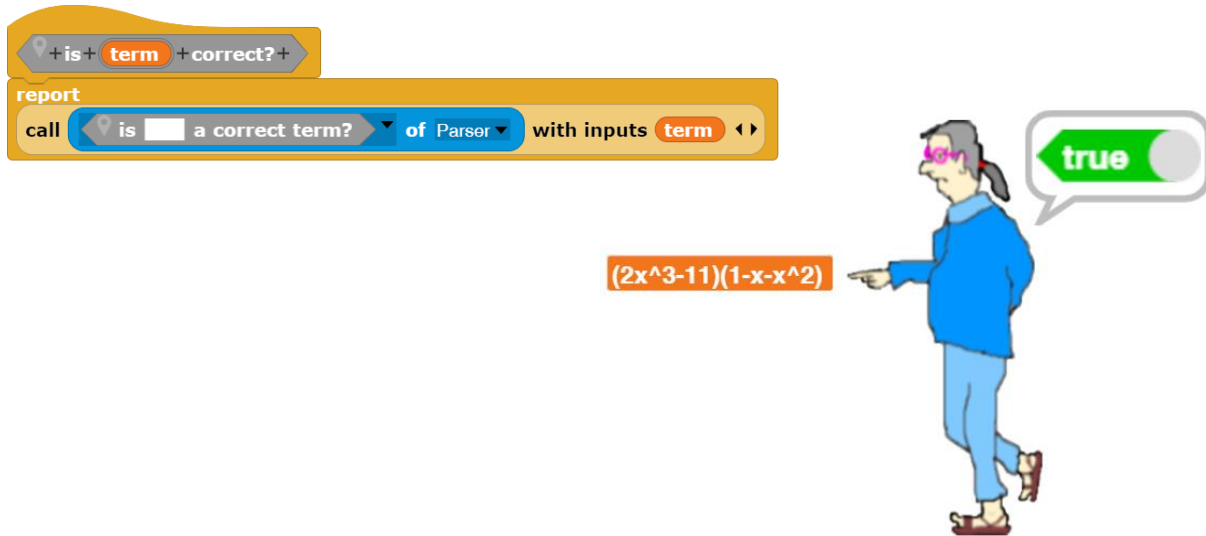 +is+ term +correct?+
report
call is a correct term? of Parser with inputs term
true
(2x^3-11)(1-x-x^2)